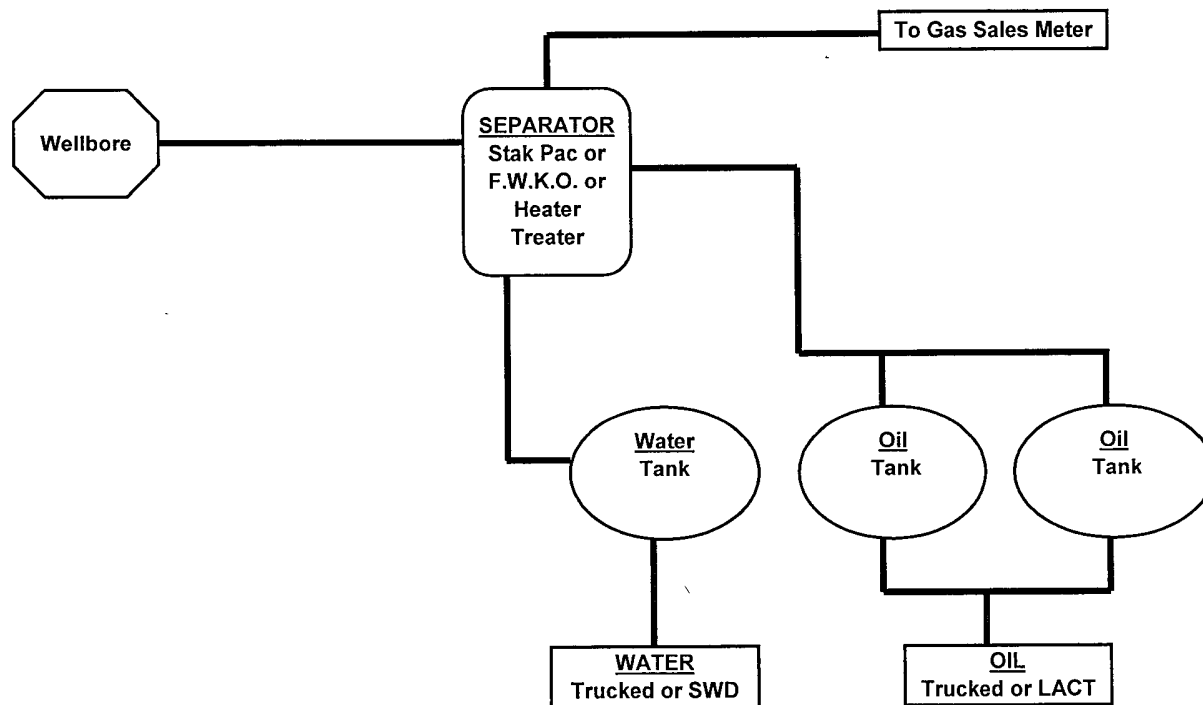 To Gas Sales Meter
Wellbore
SEPARATOR
Stak Pac or
F.W.K.O. or
Heater
Treater
Water
Tank
Oil
Tank
Oil
Tank
WATER
Trucked or SWD
OIL
Trucked or LACT